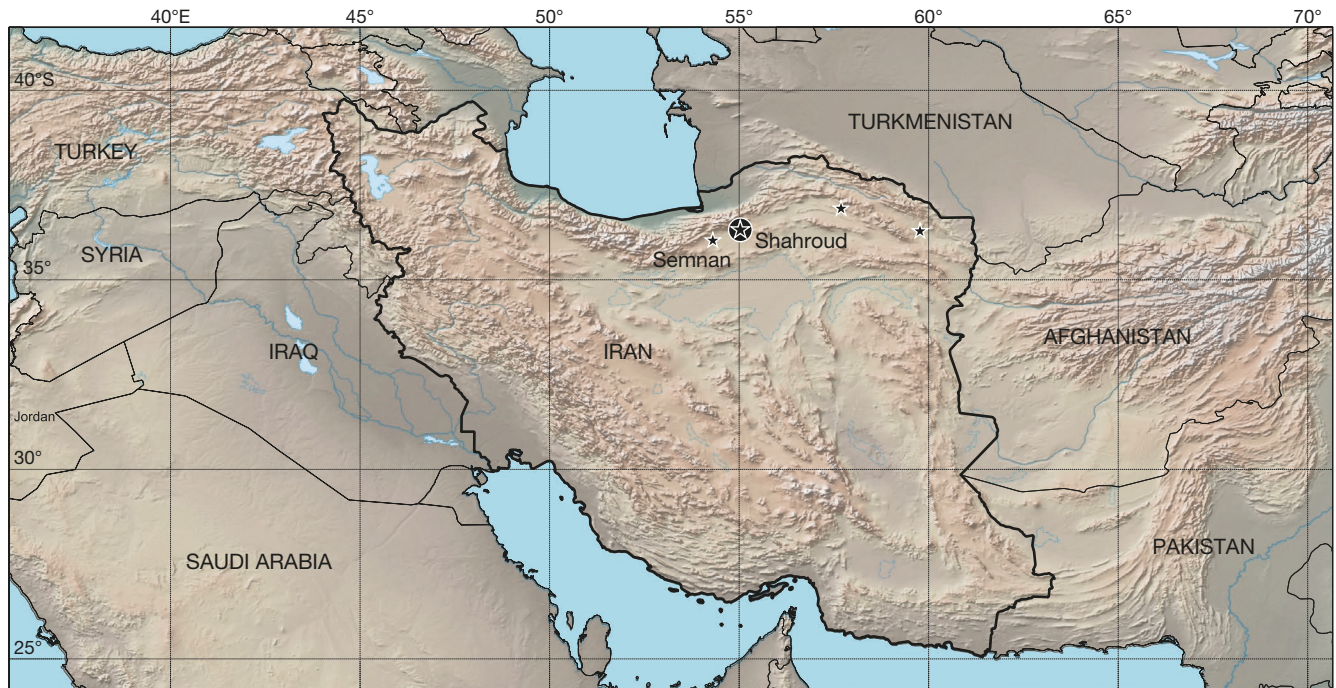 40°E 45° 50° 55° 60° 65° 70°
40°S
TURKMENISTAN
TURKEY
Shahroud
SYRIA
Semnan
35°
AFGHANISTAN
IRAQ
IRAN
Jordan
30°
PAKISTAN
SAUDI ARABIA
25°